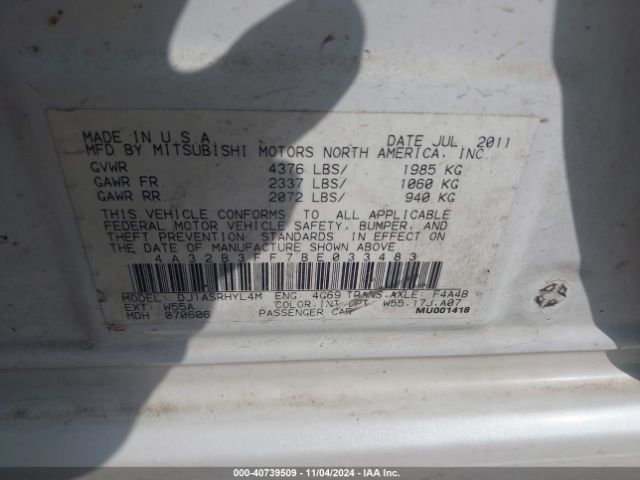 MADE IN U.S.A. DATE JUL 2011
MFD BY MITSUBISHI MOTORS NORTH AMERICA, INC.
GVWR 4376 LBS/ 1985 KG
GAWR FR. 2337 LBS/ 1060 KG
GAWR RR. 2072 LBS/ 940 KG
THIS VEHICLE CONFORMS TO ALL APPLICABLE
FEDERAL MOTOR VEHICLE SAFETY, BUMPER, AND
THEFT PREVENTION STANDARDS IN EFFECT ON
THE DATE OF MANUFACTURE SHOWN ABOVE
4A32B3FF7BE033483
MODEL: DJ1ASRHYL4M ENG: 4G69 TRANS.AXLE: F4A4B
EXT: W55A COLOR.INT OPT W55-17J-A07
MDH 070606 PASSENGER CAR MU001418
000-40739509 - 11/04/2024 - IAA Inc.